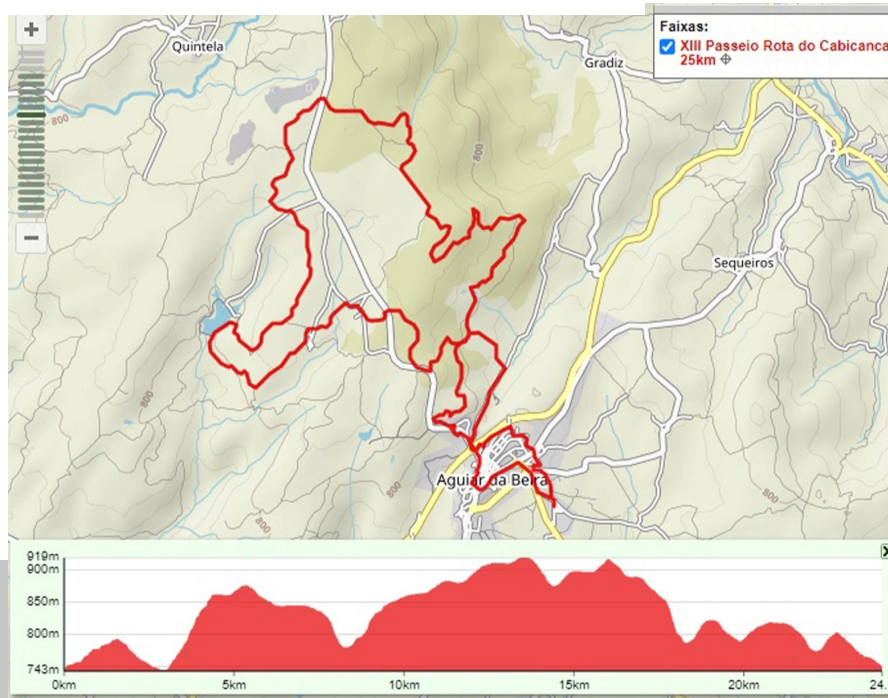 Faixas:
XIII Passeio Rota do Cabicanca
25km
Quintela
Gradiz
800
800
Sequeiros
800
800
Aguiar da Beira
800
800
919m
900m
850m
800m
743m
0km
5km
10km
15km
20km
24.